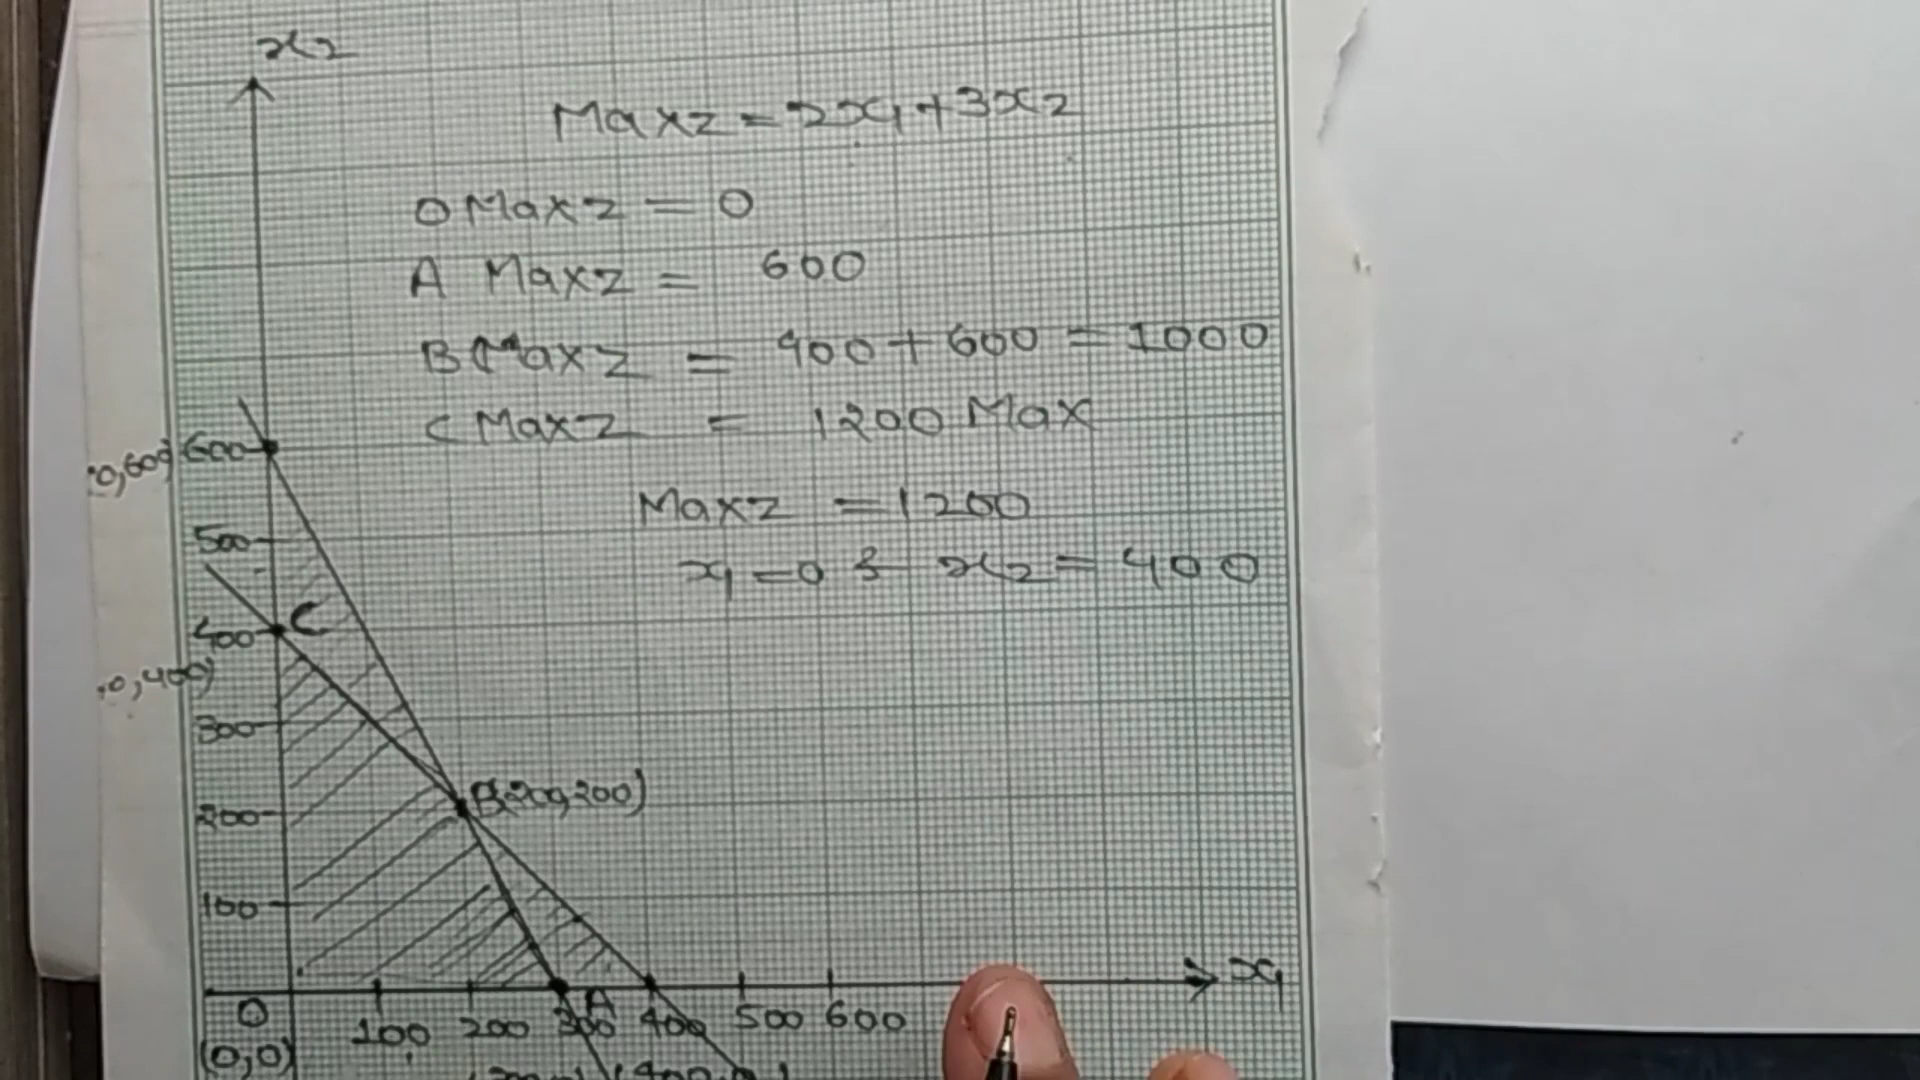 x2
Max z = 2x1 + 3x2
O Max z = 0
A Max z = 600
B Max z = 400 + 600 = 1000
C Max z = 1200 Max
Max z = 1200
x1 = 0 & x2 = 400
0,600) 600
500
C
400
0,400)
300
B(200,200)
200
100
x1
O A
100 200 300 400 500 600
(0,0)